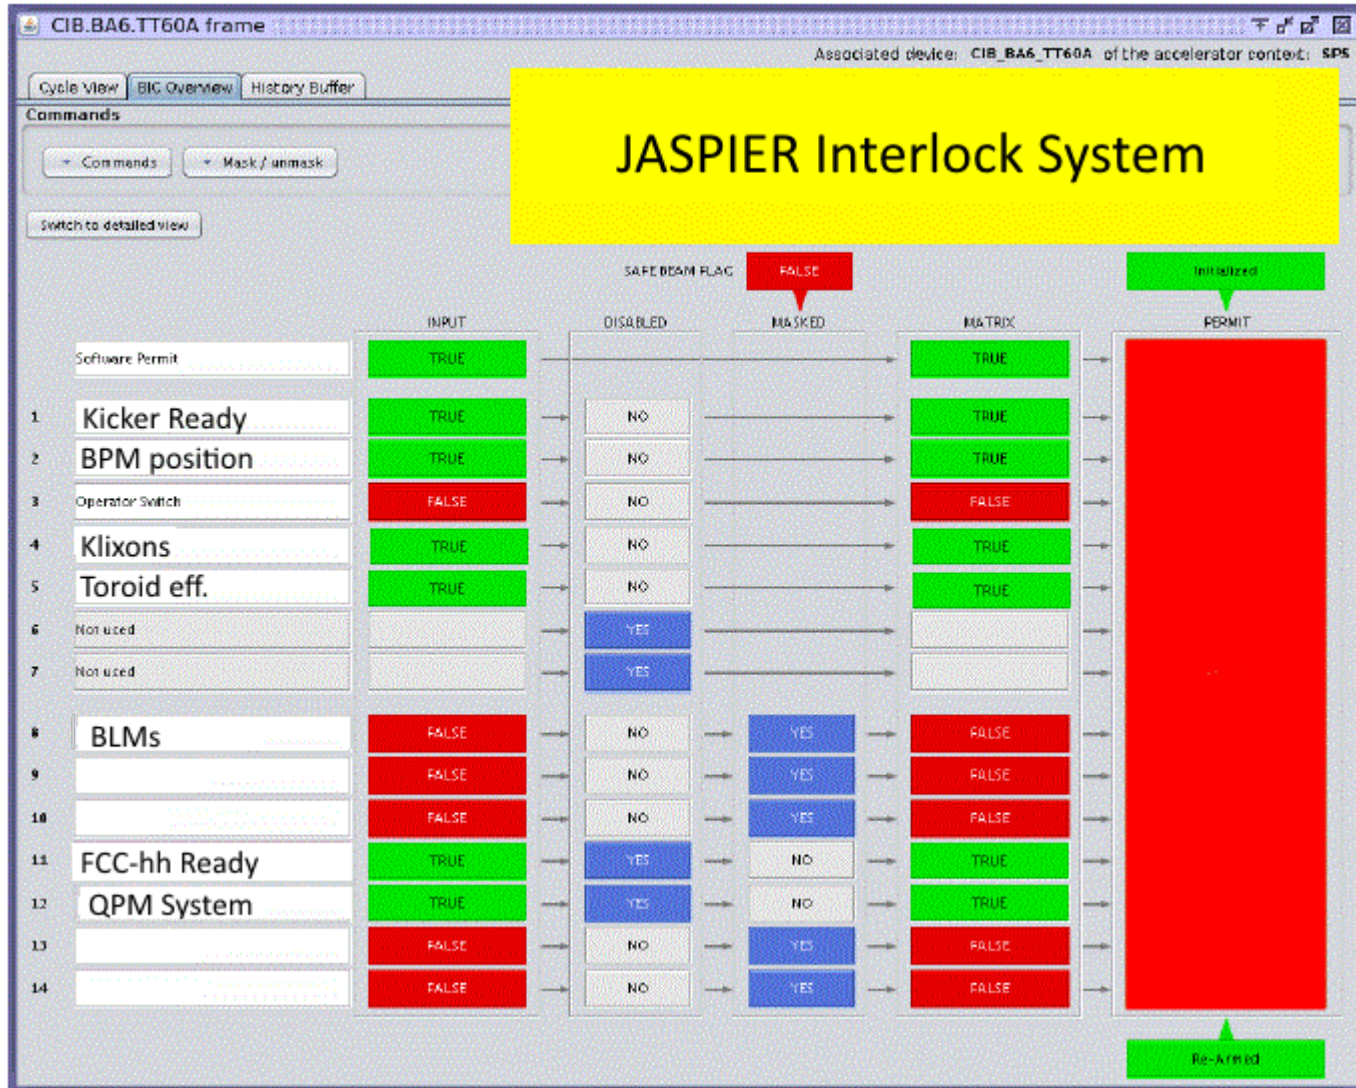 CIB.BA6.TT60A frame
Associated device: CIB_BA6_TT60A of the accelerator context: SPS
Cycle View BIC Overview History Buffer
Commands
JASPIER Interlock System
Commands Mask / unmask
Switch to detailed view
SAFE BEAM FLAG FALSE Initialized
INPUT DISABLED MASKED MATRIX PERMIT
Software Permit TRUE TRUE
1 Kicker Ready TRUE NO TRUE
2 BPM position TRUE NO TRUE
3 Operator Switch FALSE NO FALSE
4 Klixons TRUE NO TRUE
5 Toroid eff. TRUE NO TRUE
6 Not used YES
7 Not used YES
8 BLMs FALSE NO YES FALSE
9 FALSE NO YES FALSE
10 FALSE NO YES FALSE
11 FCC-hh Ready TRUE YES NO TRUE
12 QPM System TRUE YES NO TRUE
13 FALSE NO YES FALSE
14 FALSE NO YES FALSE
Re-Armed